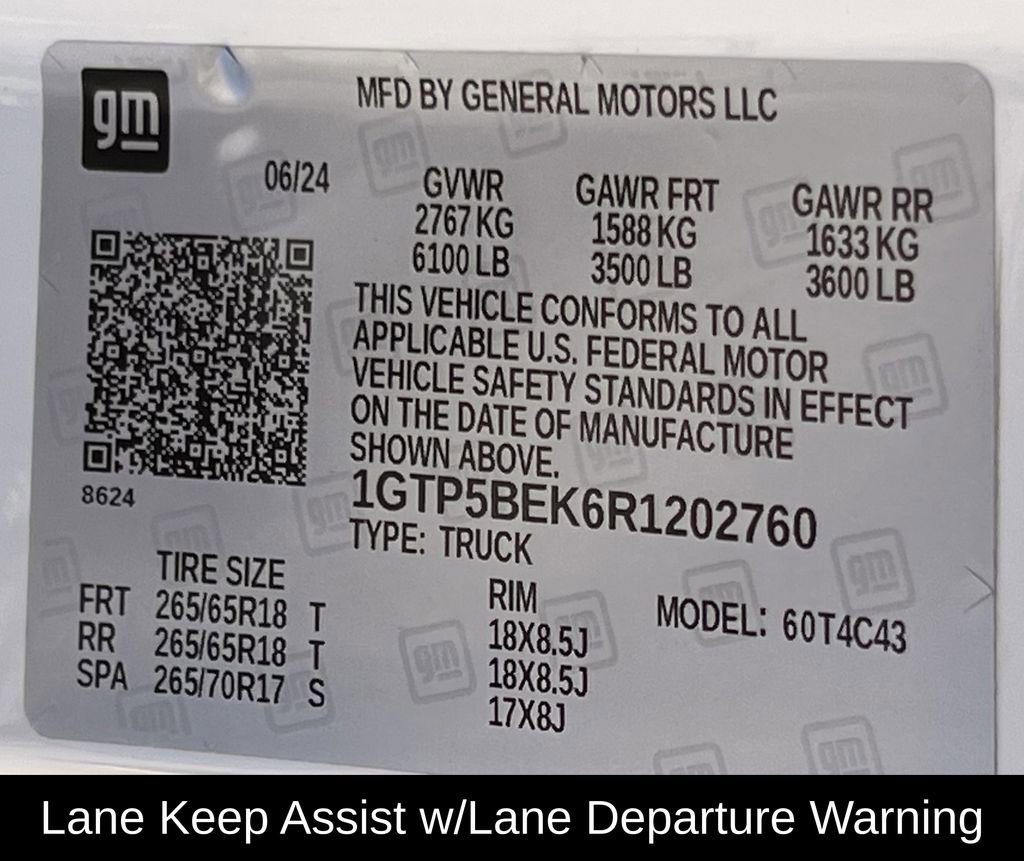 gm
MFD BY GENERAL MOTORS LLC
06/24
GVWR GAWR FRT GAWR RR
2767 KG 1588 KG 1633 KG
6100 LB 3500 LB 3600 LB
THIS VEHICLE CONFORMS TO ALL
APPLICABLE U.S. FEDERAL MOTOR
VEHICLE SAFETY STANDARDS IN EFFECT
ON THE DATE OF MANUFACTURE
SHOWN ABOVE.
8624
1GTP5BEK6R1202760
TYPE: TRUCK
TIRE SIZE RIM MODEL: 60T4C43
FRT 265/65R18 T 18X8.5J
RR 265/65R18 T 18X8.5J
SPA 265/70R17 S 17X8J
Lane Keep Assist w/Lane Departure Warning